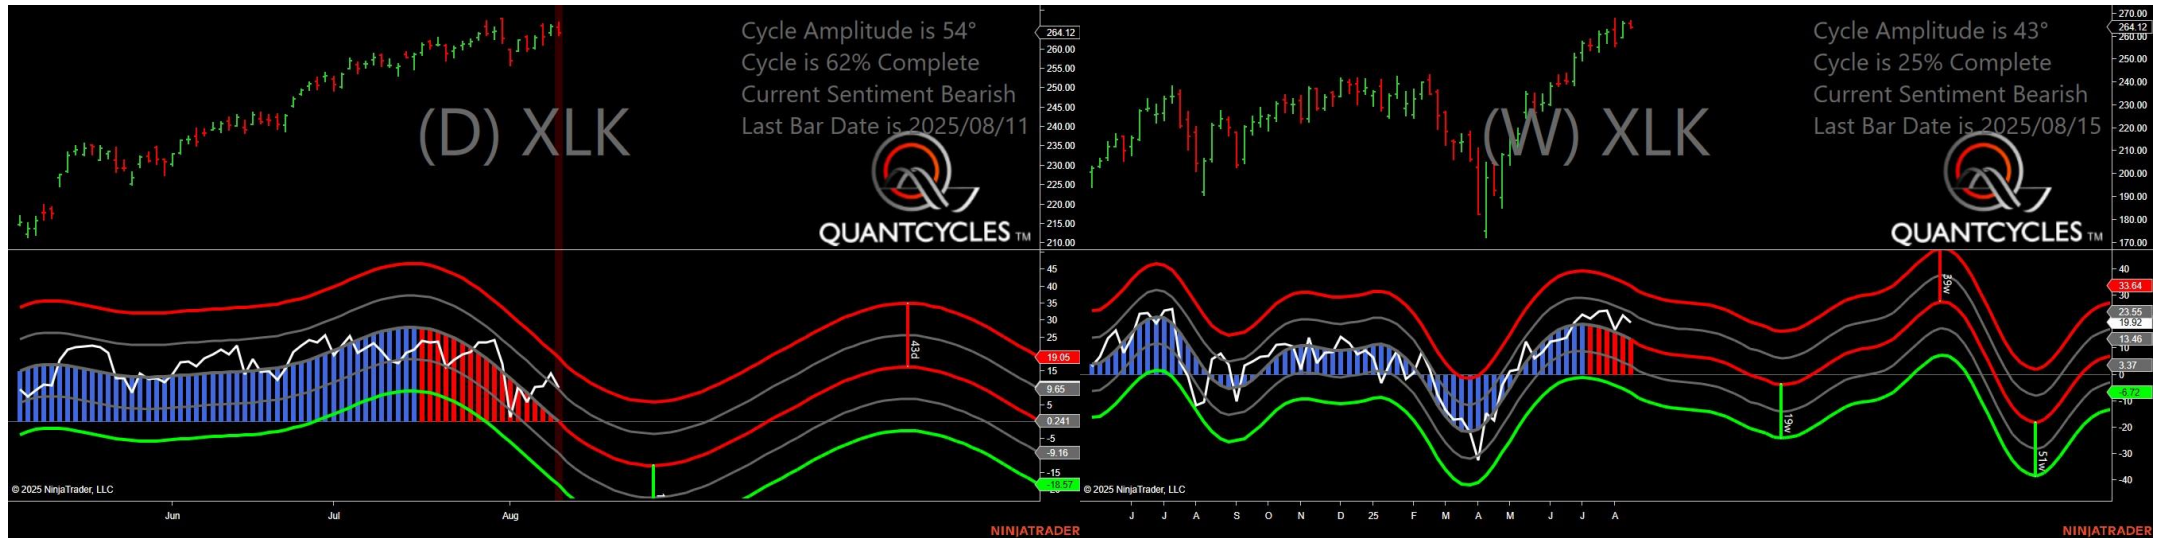 Cycle Amplitude is 54°
Cycle is 62% Complete
Current Sentiment Bearish
Last Bar Date is 2025/08/11
(D) XLK
QUANTCYCLES TM
264.12
260.00
255.00
250.00
245.00
240.00
235.00
230.00
225.00
220.00
215.00
210.00
45
40
35
30
25
19.05
15
9.65
5
0.241
-5
-9.16
-15
-18.57
43d
© 2025 NinjaTrader, LLC
Jun Jul Aug
NINJATRADER
Cycle Amplitude is 43°
Cycle is 25% Complete
Current Sentiment Bearish
Last Bar Date is 2025/08/15
(W) XLK
QUANTCYCLES TM
270.00
264.12
260.00
250.00
240.00
230.00
220.00
210.00
200.00
190.00
180.00
170.00
40
33.64
30
23.55
19.92
13.46
10
3.37
0
-6.72
-10
-20
-30
-40
19w
51w
© 2025 NinjaTrader, LLC
J J A S O N D 25 F M A M J J A
NINJATRADER